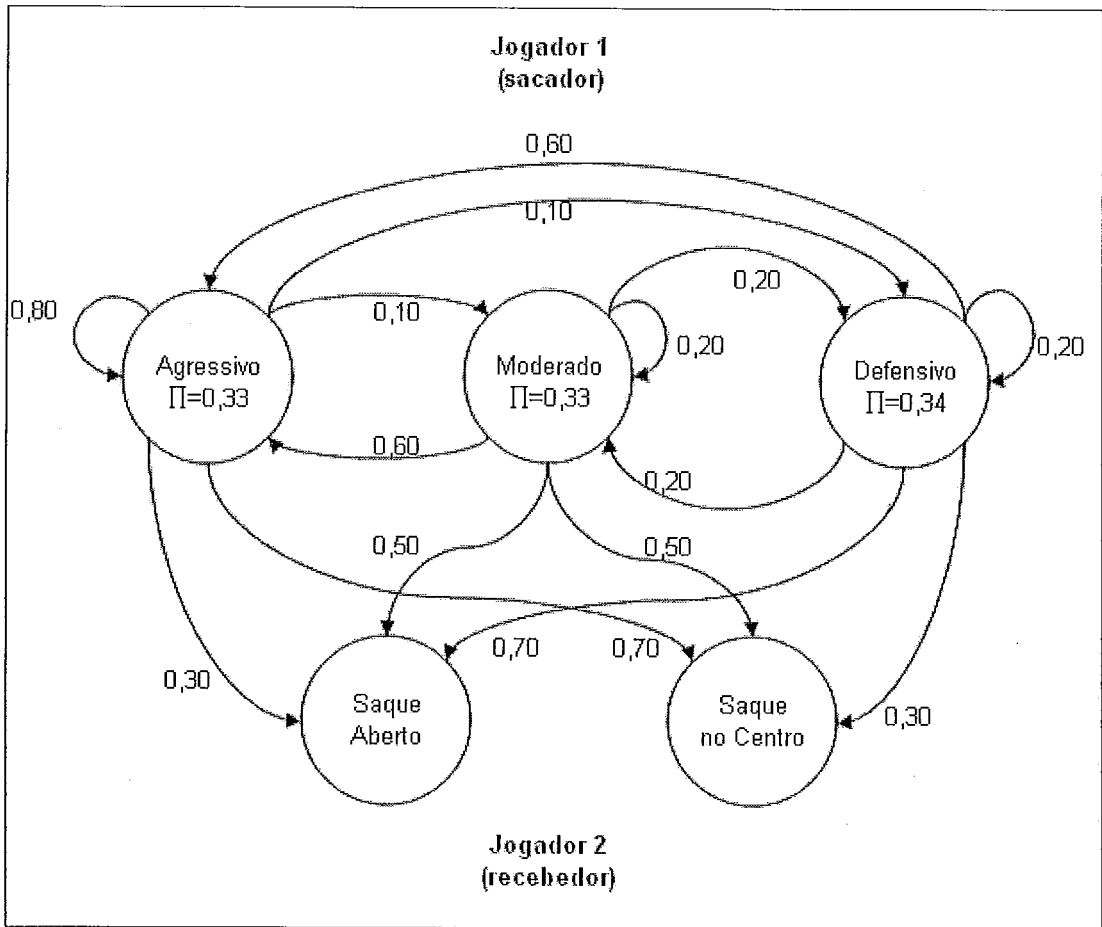 Jogador 1
(sacador)
0,60
0,10
0,80
0,10
0,20
0,20
0,20
Agressivo
∏=0,33
Moderado
∏=0,33
Defensivo
∏=0,34
0,60
0,20
0,50
0,50
0,30
0,70
0,70
0,30
Saque
Aberto
Saque
no Centro
Jogador 2
(recebedor)